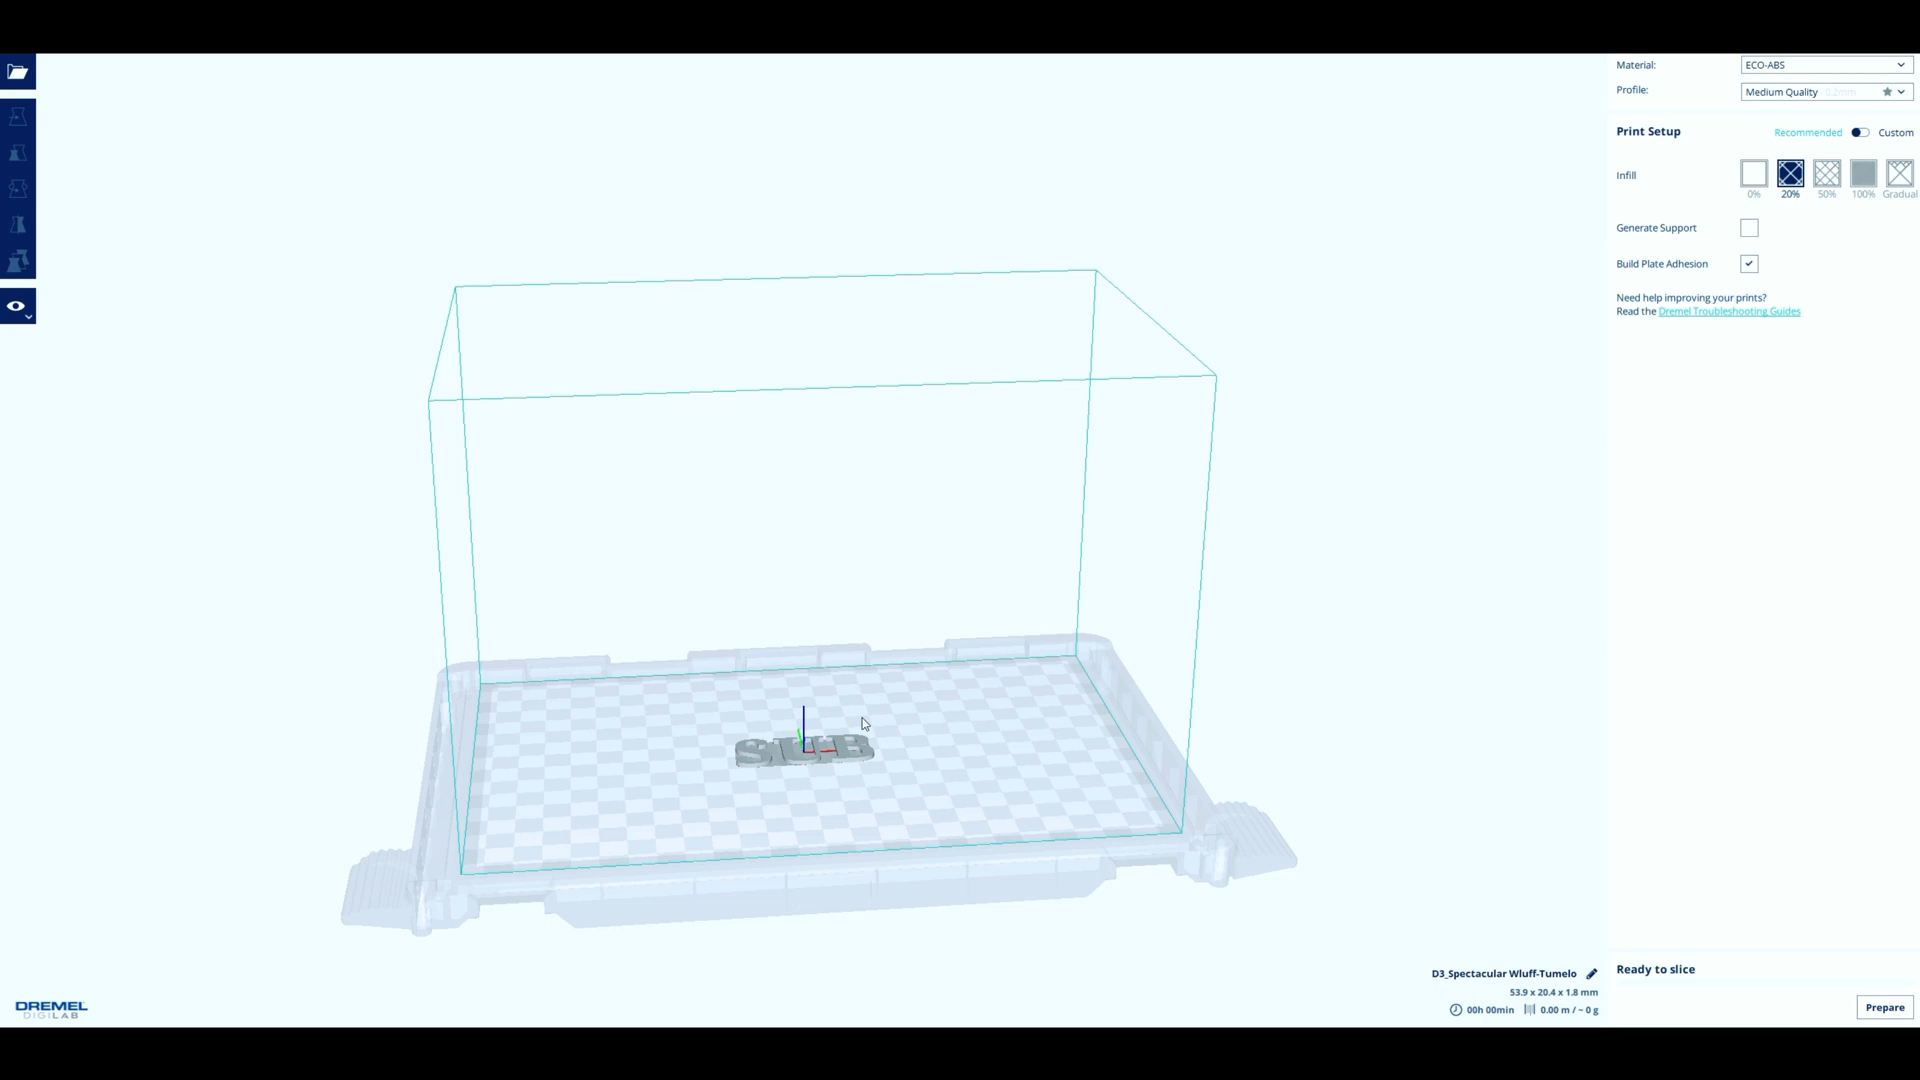 Material:
ECO-ABS
Profile:
Medium Quality - 0.2mm
Print Setup
Recommended
Custom
Infill
0%
20%
50%
100%
Gradual
Generate Support
Build Plate Adhesion
Need help improving your prints?
Read the Dremel Troubleshooting Guides
D3_Spectacular Wluff-Tumelo
53.9 x 20.4 x 1.8 mm
00h 00min
0.00 m / ~ 0 g
Ready to slice
Prepare
DREMEL
DIGILAB